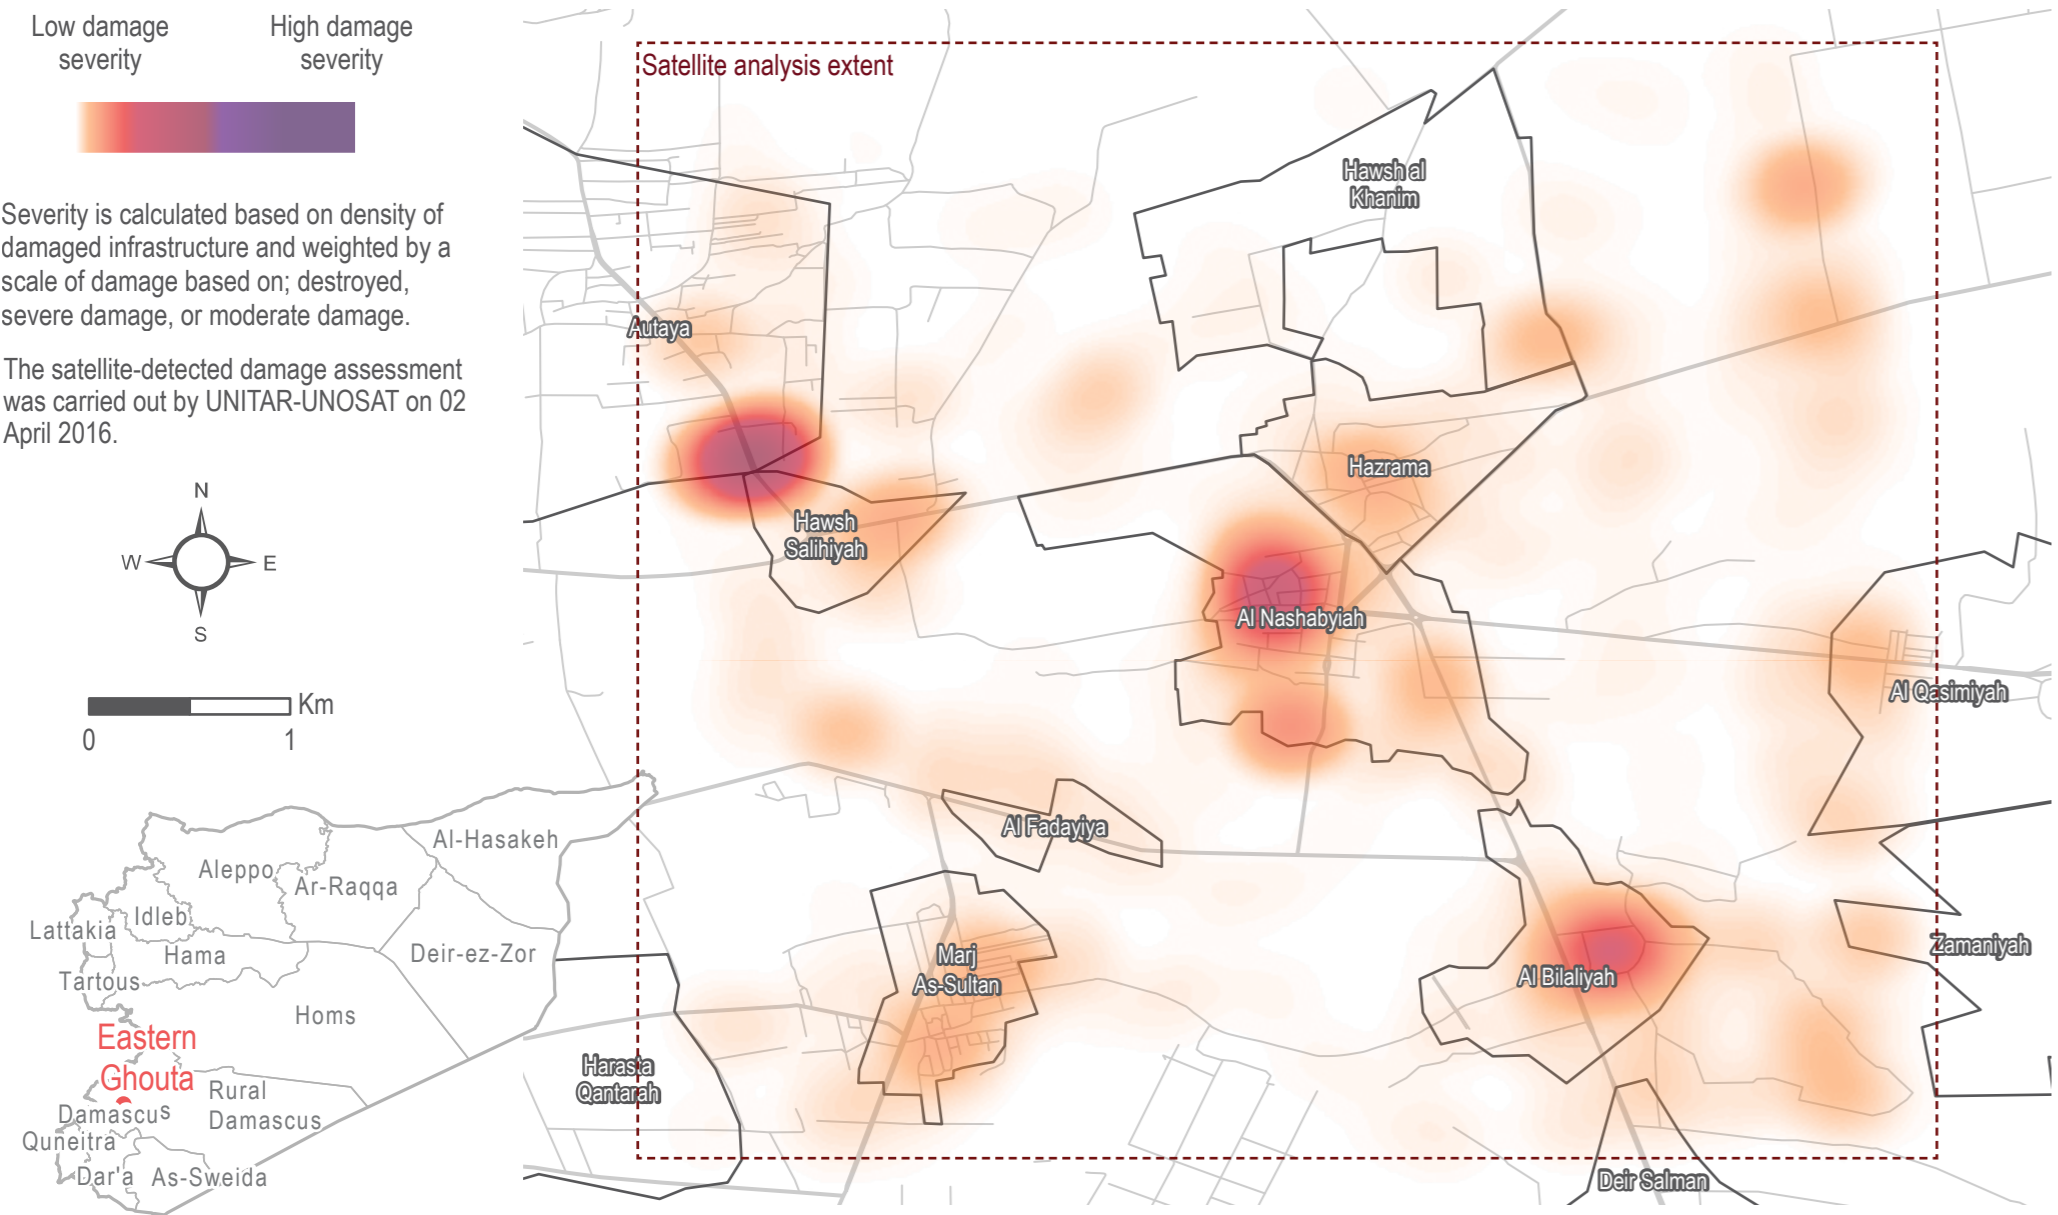 Low damage
severity
High damage
severity
Severity is calculated based on density of
damaged infrastructure and weighted by a
scale of damage based on; destroyed,
severe damage, or moderate damage.
The satellite-detected damage assessment
was carried out by UNITAR-UNOSAT on 02
April 2016.
N
W
E
S
Km
0
1
Al-Hasakeh
Aleppo
Ar-Raqqa
Idleb
Lattakia
Hama
Deir-ez-Zor
Tartous
Homs
Eastern
Ghouta
Rural
Damascus
Damascus
Quneitra
Dar'a
As-Sweida
Satellite analysis extent
Hawsh al
Khanim
Autaya
Hazrama
Hawsh
Salihiyah
Al Nashabyiah
Al Qasimiyah
Al Fadayiya
Marj
As-Sultan
Al Bilaliyah
Zamaniyah
Harasta
Qantarah
Deir Salman